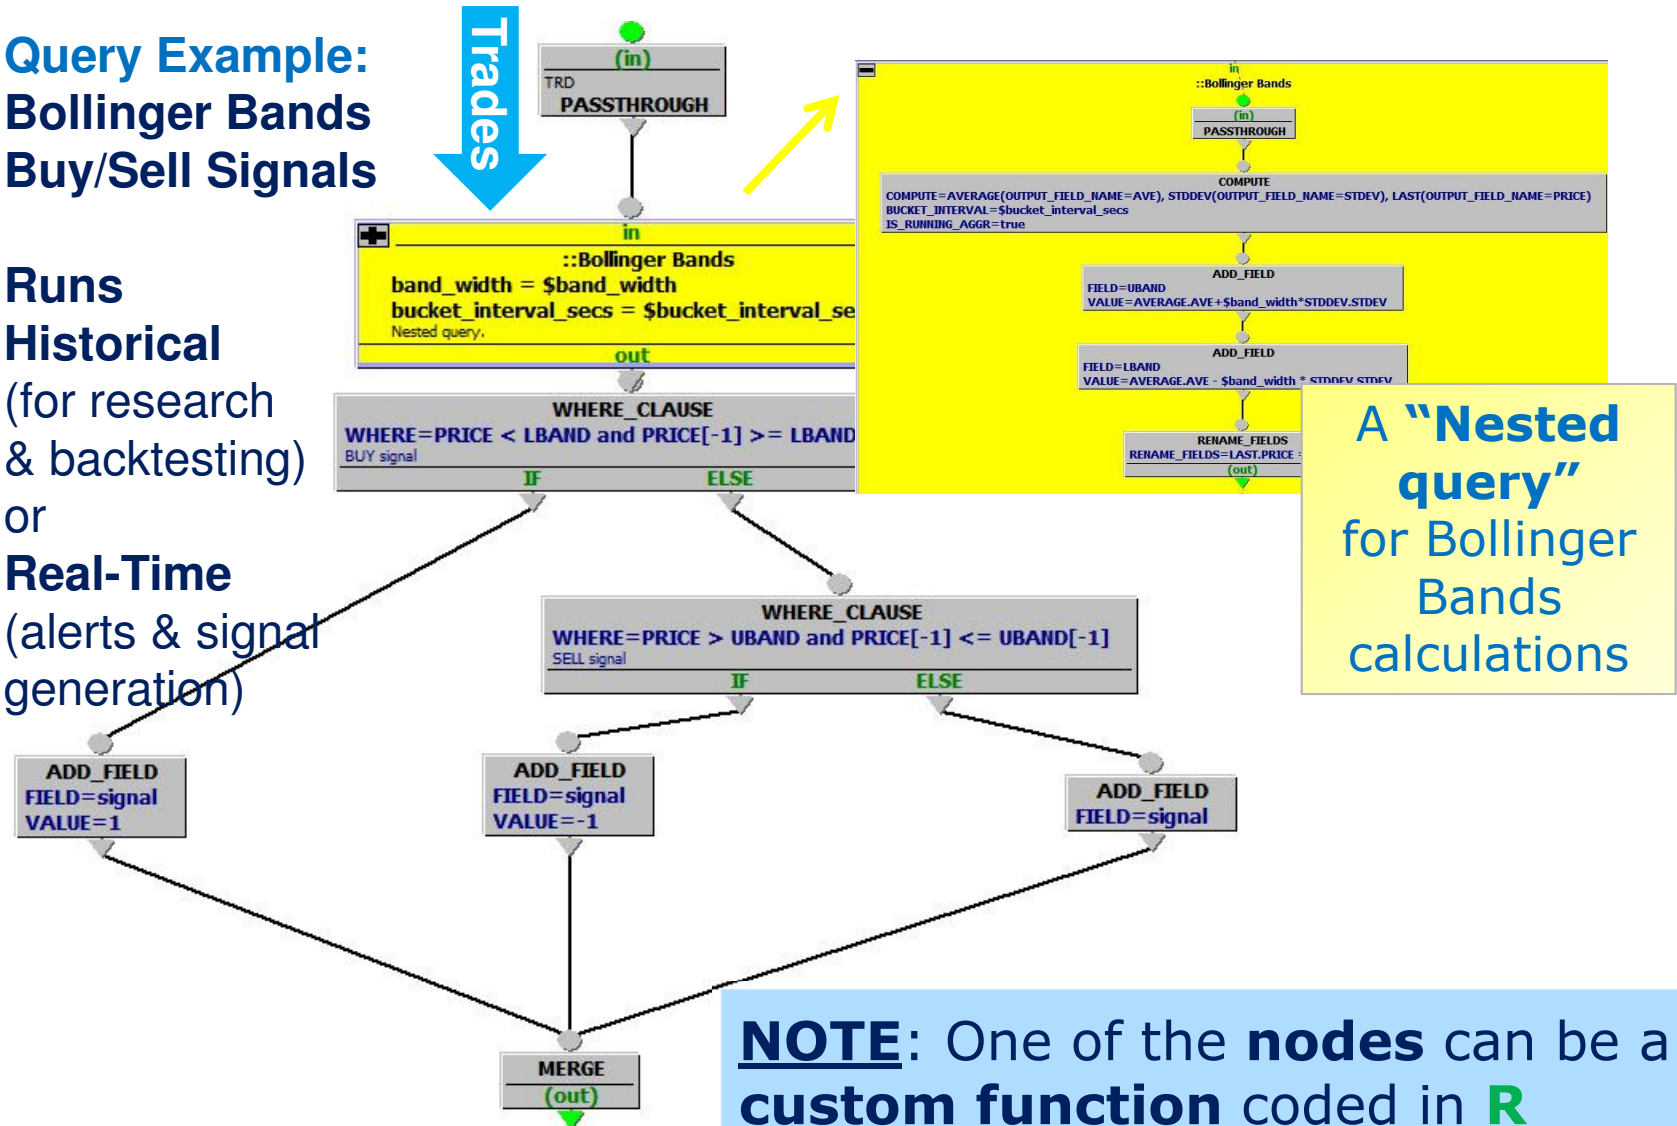 Query Example:
Bollinger Bands
Buy/Sell Signals
Runs
Historical
(for research
& backtesting)
or
Real-Time
(alerts & signal
generation)
Trades
(in)
TRD
PASSTHROUGH
in
::Bollinger Bands
band_width = $band_width
bucket_interval_secs = $bucket_interval_se
Nested query.
out
WHERE_CLAUSE
WHERE=PRICE < LBAND and PRICE[-1] >= LBAND
BUY signal
IF ELSE
WHERE_CLAUSE
WHERE=PRICE > UBAND and PRICE[-1] <= UBAND[-1]
SELL signal
IF ELSE
ADD_FIELD
FIELD=signal
VALUE=1
ADD_FIELD
FIELD=signal
VALUE=-1
ADD_FIELD
FIELD=signal
MERGE
(out)
in
::Bollinger Bands
(in)
PASSTHROUGH
COMPUTE
COMPUTE=AVERAGE(OUTPUT_FIELD_NAME=AVE), STDDEV(OUTPUT_FIELD_NAME=STDEV), LAST(OUTPUT_FIELD_NAME=PRICE)
BUCKET_INTERVAL=$bucket_interval_secs
IS_RUNNING_AGGR=true
ADD_FIELD
FIELD=UBAND
VALUE=AVERAGE.AVE+$band_width*STDDEV.STDEV
ADD_FIELD
FIELD=LBAND
VALUE=AVERAGE.AVE - $band_width * STDDEV.STDEV
RENAME_FIELDS
RENAME_FIELDS=LAST.PRICE =
(out)
A “Nested
query”
for Bollinger
Bands
calculations
NOTE: One of the nodes can be a
custom function coded in R